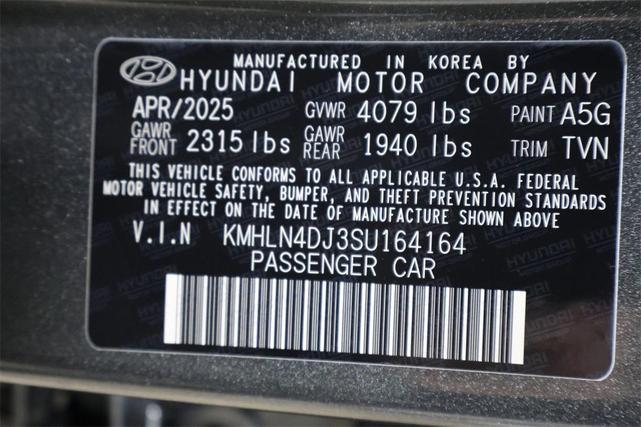 MANUFACTURED IN KOREA BY
HYUNDAI MOTOR COMPANY
APR/2025 GVWR 4079 lbs PAINT A5G
GAWR FRONT 2315 lbs GAWR REAR 1940 lbs TRIM TVN
THIS VEHICLE CONFORMS TO ALL APPLICABLE U.S.A. FEDERAL
MOTOR VEHICLE SAFETY, BUMPER, AND THEFT PREVENTION STANDARDS
IN EFFECT ON THE DATE OF MANUFACTURE SHOWN ABOVE
V.I.N KMHLN4DJ3SU164164
PASSENGER CAR